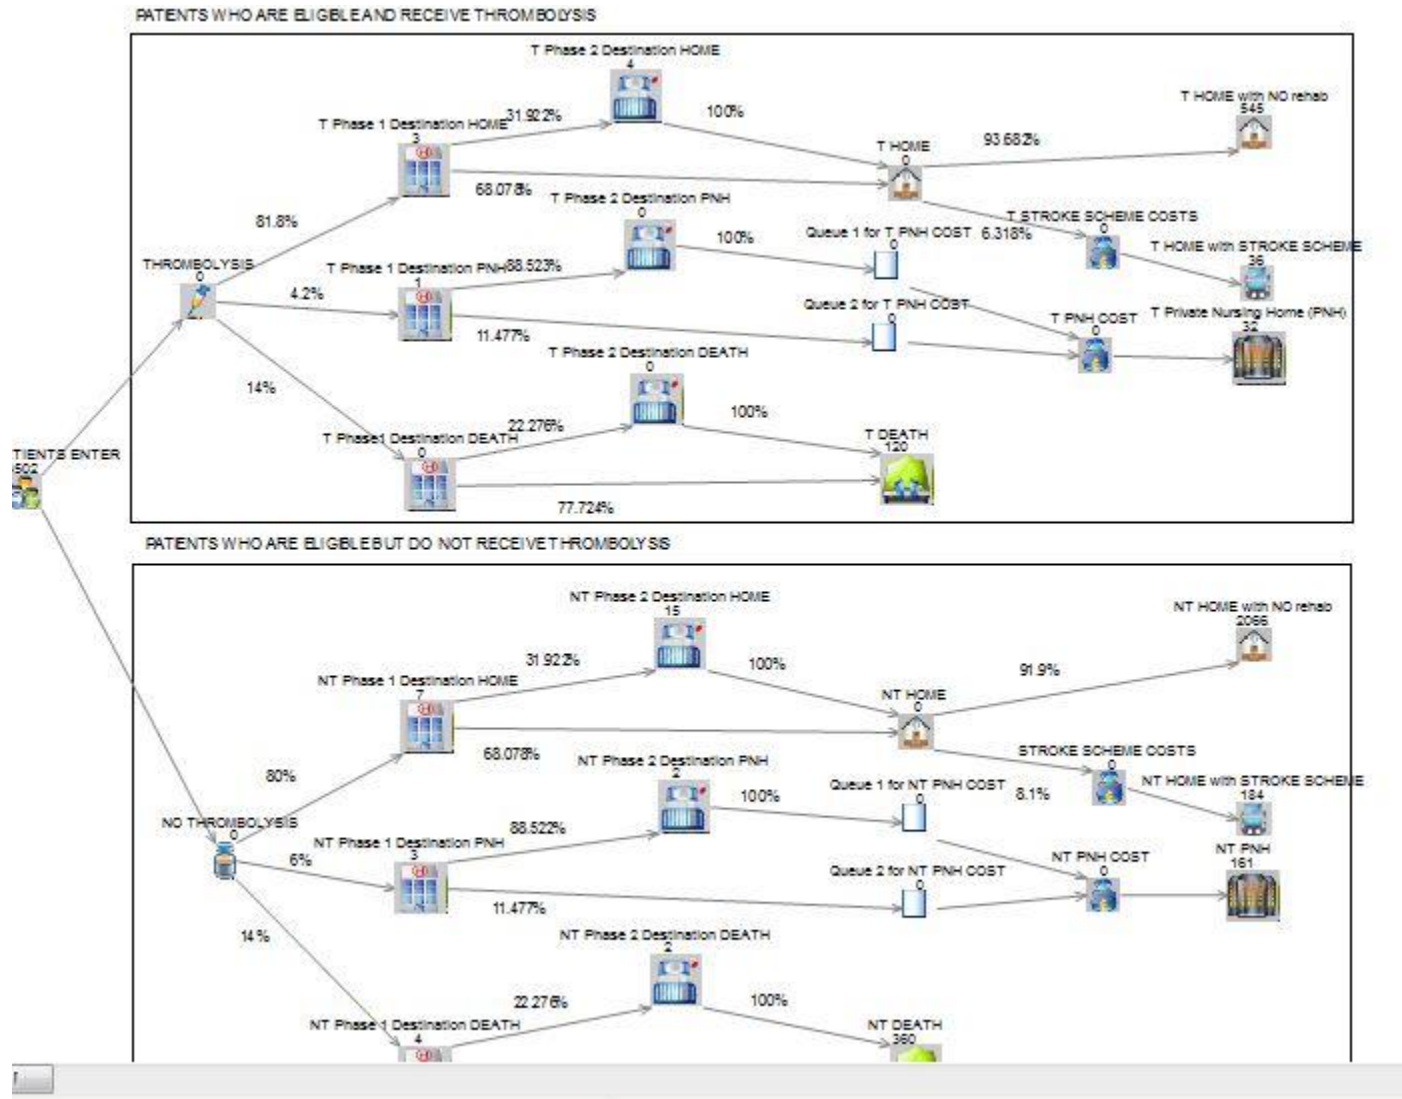 PATIENTS WHO ARE ELIGIBLE AND RECEIVE THROMBOLYSIS
T Phase 2 Destination HOME
4
T HOME with NO rehab
545
31.922%
100%
T Phase 1 Destination HOME
3
93.682%
T HOME
0
68.078%
T Phase 2 Destination PNH
0
81.8%
T STROKE SCHEME COSTS
0
100%
Queue 1 for T PNH COST
0
6.318%
T HOME with STROKE SCHEME
36
THROMBOLYSIS
0
T Phase 1 Destination PNH
1
88.523%
4.2%
Queue 2 for T PNH COST
0
T PNH COST
0
T Private Nursing Home (PNH)
32
11.477%
T Phase 2 Destination DEATH
0
14%
100%
22.276%
T Phase1 Destination DEATH
0
T DEATH
120
TIENTS ENTER
502
77.724%
PATIENTS WHO ARE ELIGIBLE BUT DO NOT RECEIVE THROMBOLYSIS
NT Phase 2 Destination HOME
15
NT HOME with NO rehab
2066
31.922%
100%
91.9%
NT Phase 1 Destination HOME
7
NT HOME
0
68.078%
STROKE SCHEME COSTS
0
NT Phase 2 Destination PNH
2
80%
100%
Queue 1 for NT PNH COST
0
8.1%
NT HOME with STROKE SCHEME
184
NO THROMBOLYSIS
0
88.522%
NT Phase 1 Destination PNH
3
6%
NT PNH COST
0
NT PNH
161
Queue 2 for NT PNH COST
0
11.477%
14%
NT Phase 2 Destination DEATH
2
22.276%
100%
NT Phase 1 Destination DEATH
4
NT DEATH
360